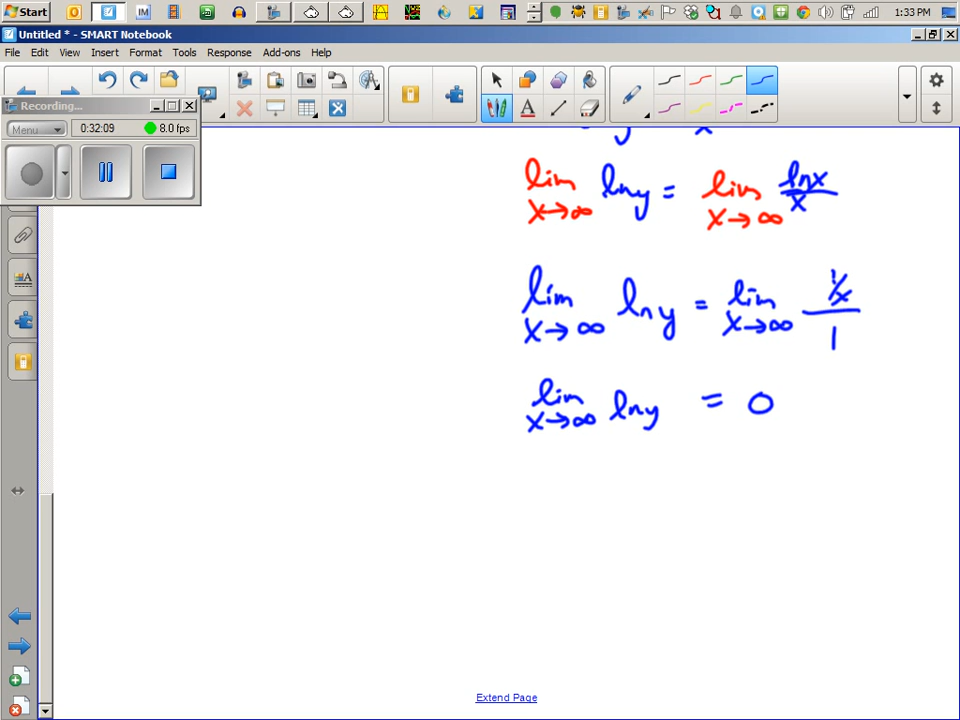 Start
1:33 PM
Untitled * - SMART Notebook
File Edit View Insert Format Tools Response Add-ons Help
Recording...
Menu 0:32:09 8.0 fps
lim x→∞ ln y = lim x→∞ ln x / x
lim x→∞ ln y = lim x→∞ 1/x / 1
lim x→∞ ln y = 0
Extend Page